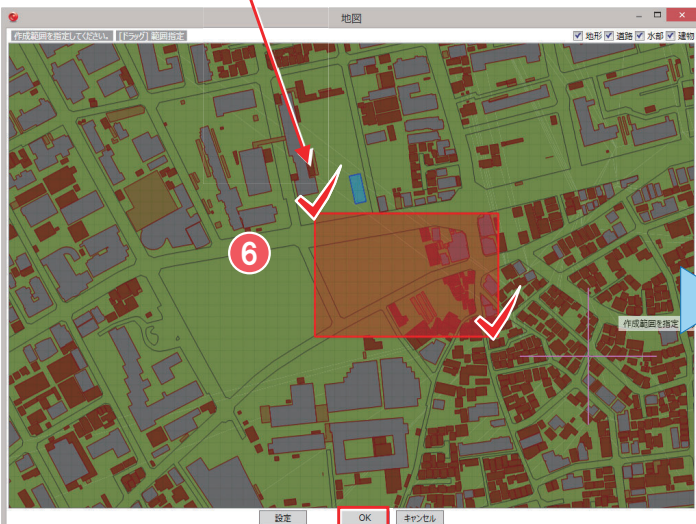 地図
作成範囲を指定してください。 [ドラッグ] 範囲指定
地形 道路 水部 建物
6
作成範囲を指定
設定 OK キャンセル